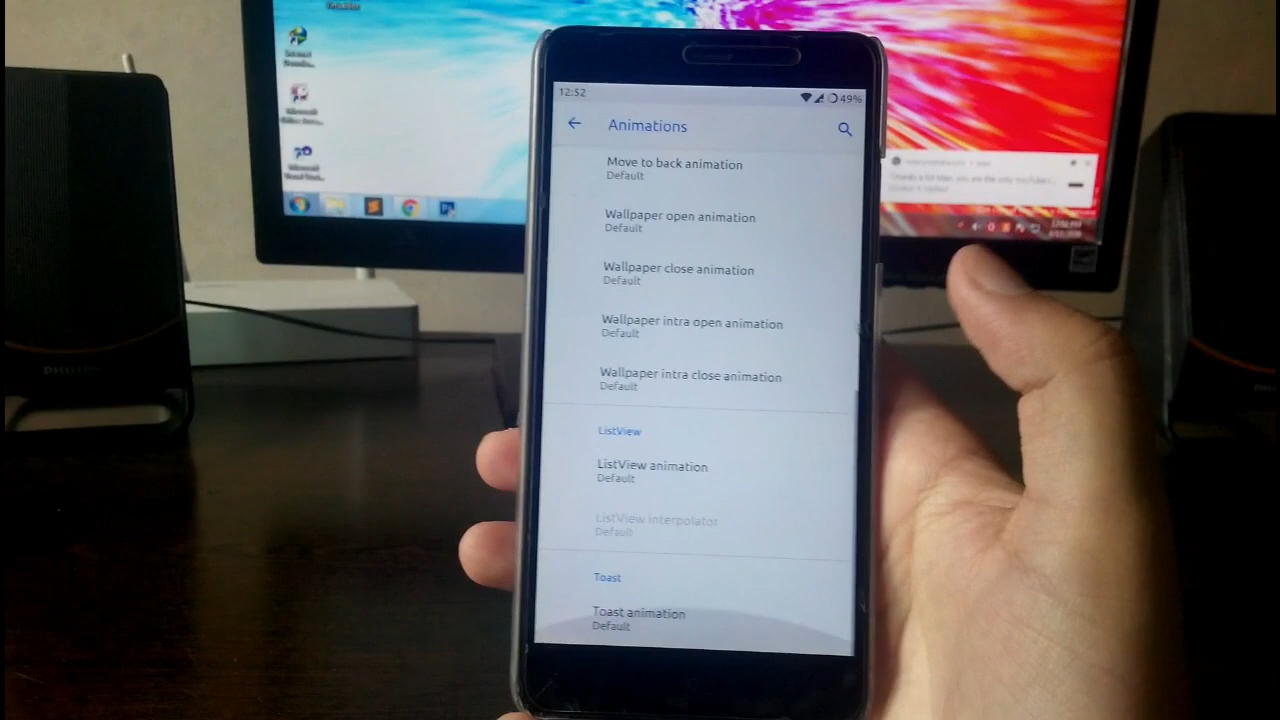 12:52
49%
Animations
Move to back animation
Default
Wallpaper open animation
Default
Wallpaper close animation
Default
Wallpaper intra open animation
Default
Wallpaper intra close animation
Default
ListView
ListView animation
Default
ListView interpolator
Default
Toast
Toast animation
Default
PHILIPS